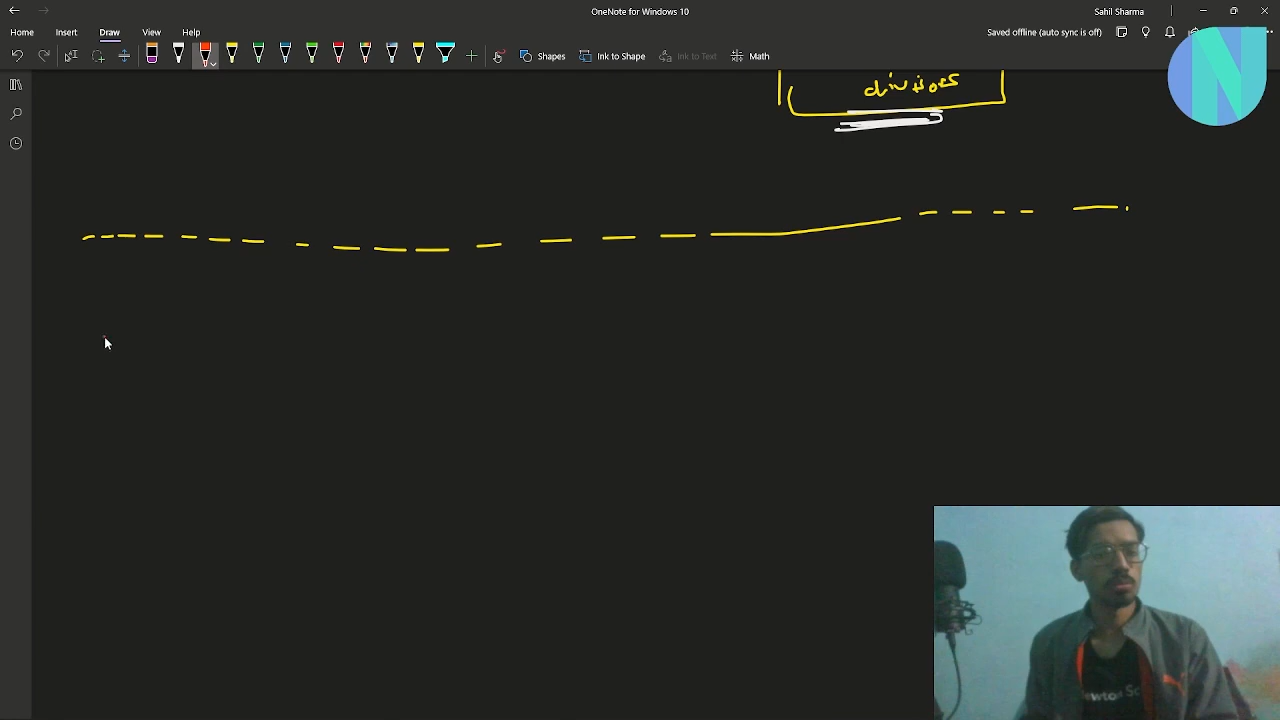 OneNote for Windows 10
Sahil Sharma
Home Insert Draw View Help
Saved offline (auto sync is off)
Shapes Ink to Shape Ink to Text Math
divisors
N